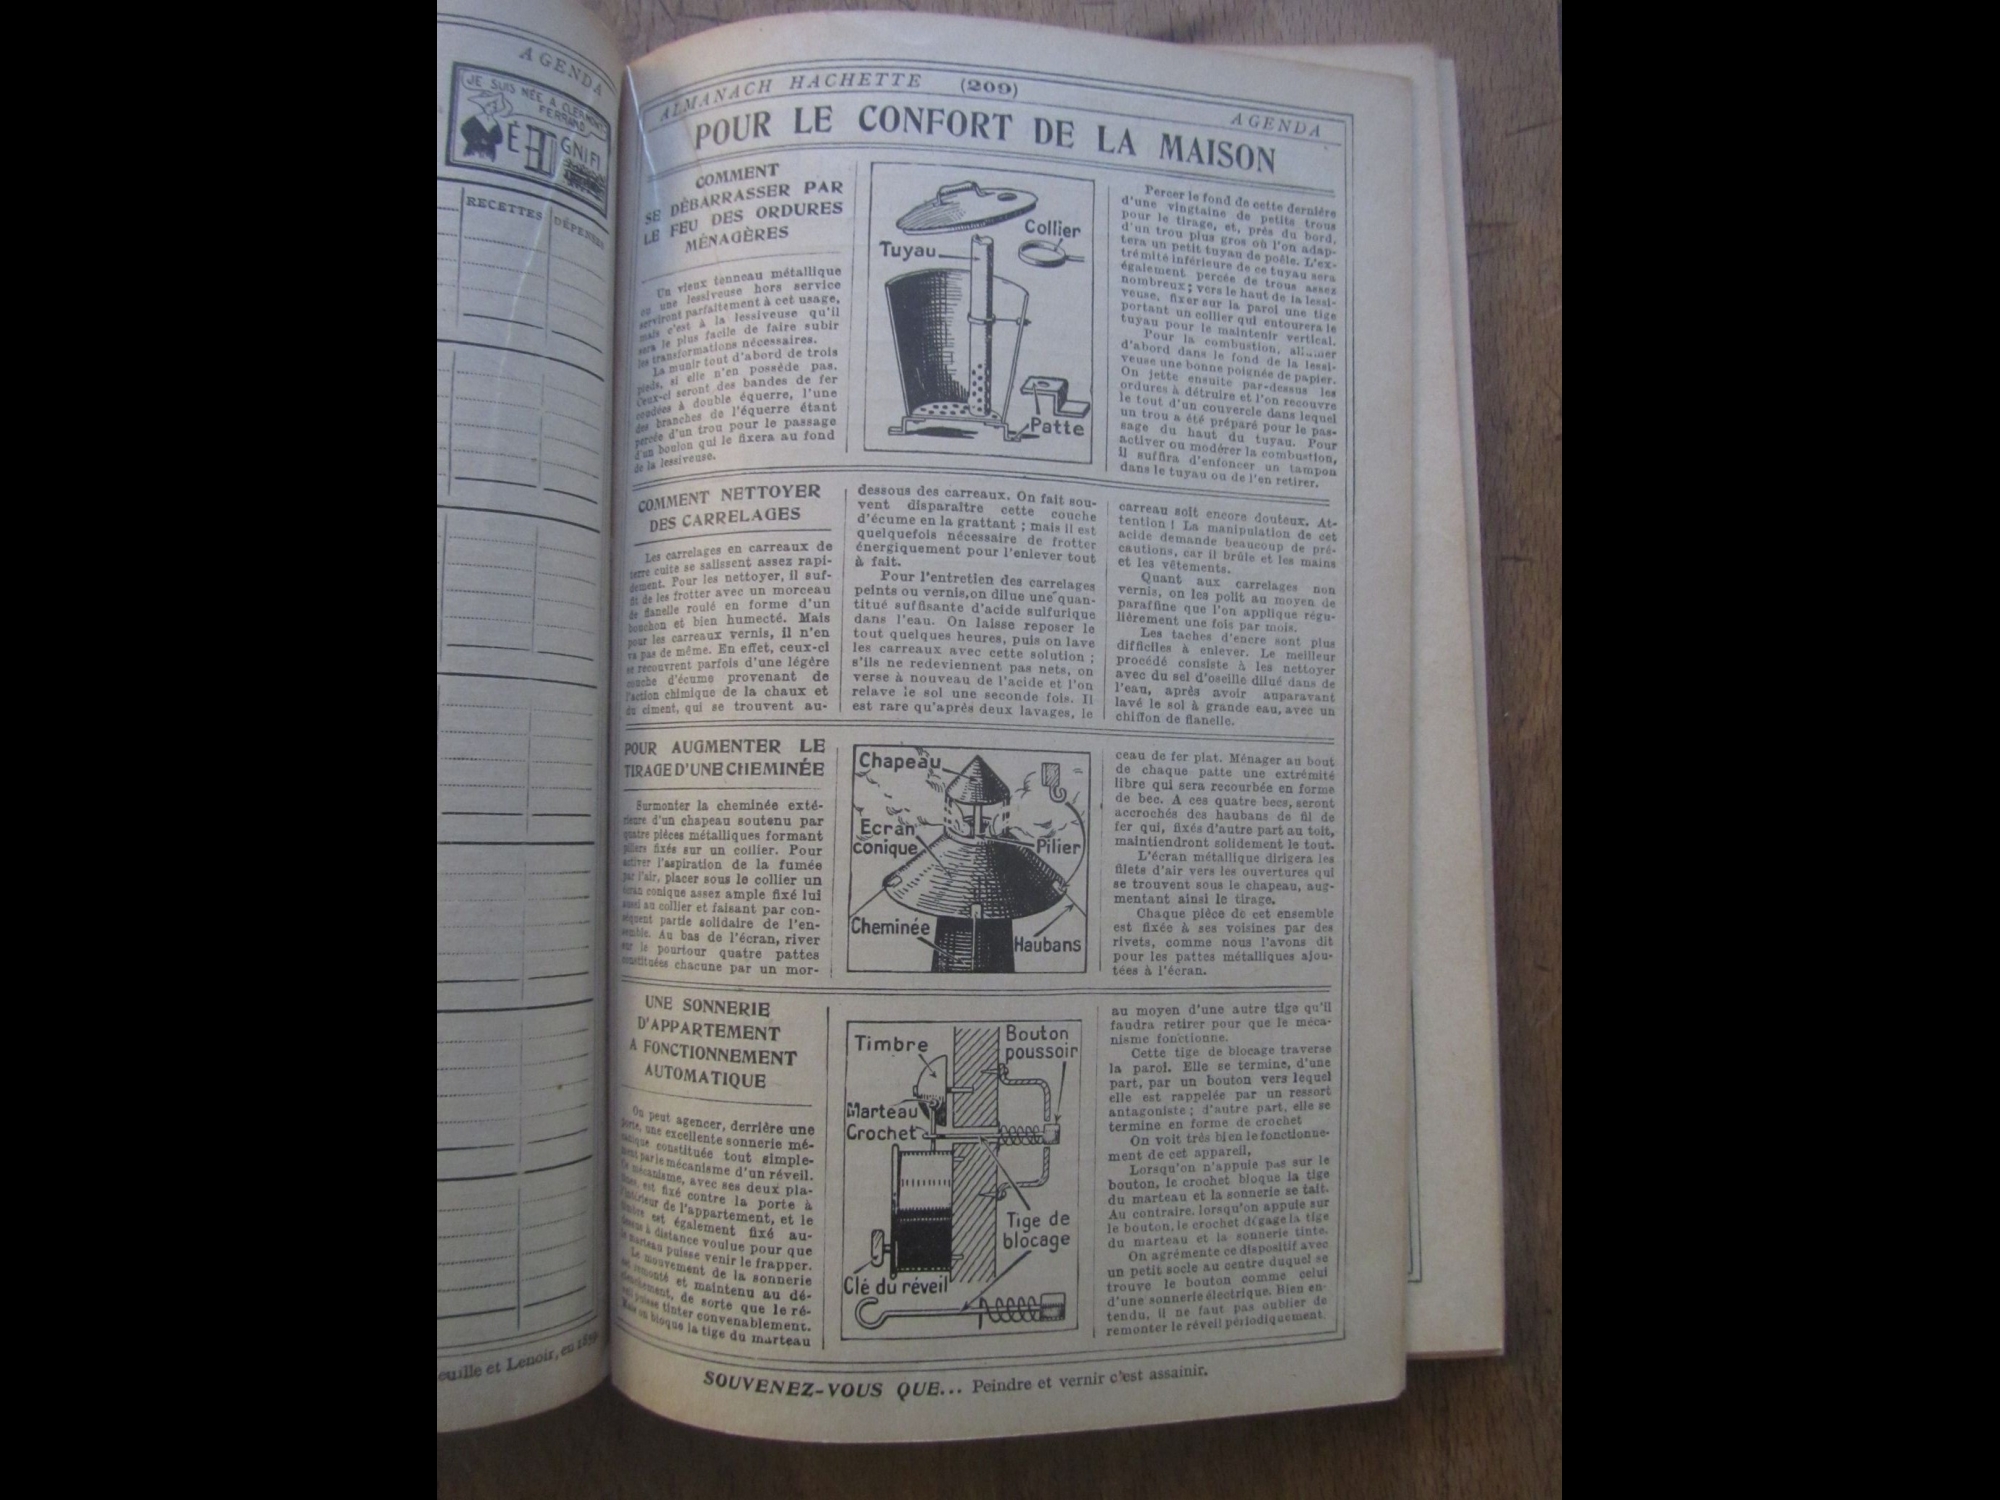 AGENDA
JE SUIS NÉE A CLERMONT
FERRAND
É
GNIFI
RECETTES
DÉPENSES
euille et Lenoir, en 1839
ALMANACH HACHETTE (209) AGENDA
POUR LE CONFORT DE LA MAISON
COMMENT
SE DÉBARRASSER PAR
LE FEU DES ORDURES
MÉNAGÈRES
Un vieux tonneau métallique
ou une lessiveuse hors service
serviront parfaitement à cet usage,
mais c'est à la lessiveuse qu'il
sera le plus facile de faire subir
les transformations nécessaires.
La munir tout d'abord de trois
pieds, si elle n'en possède pas.
Ceux-ci seront des bandes de fer
coudées à double équerre, l'une
des branches de l'équerre étant
percée d'un trou pour le passage
d'un boulon qui le fixera au fond
de la lessiveuse.
Tuyau
Collier
Patte
Percer le fond de cette dernière
d'une vingtaine de petits trous
pour le tirage, et, près du bord,
d'un trou plus gros où l'on adap-
tera un petit tuyau de poêle. L'ex-
trémité inférieure de ce tuyau sera
également percée de trous assez
nombreux; vers le haut de la lessi-
veuse, fixer sur la paroi une tige
portant un collier qui entourera le
tuyau pour le maintenir vertical.
Pour la combustion, allumer
d'abord dans le fond de la lessi-
veuse une bonne poignée de papier.
On jette ensuite par-dessus les
ordures à détruire et l'on recouvre
le tout d'un couvercle dans lequel
un trou a été préparé pour le pas-
sage du haut du tuyau. Pour
activer ou modérer la combustion,
il suffira d'enfoncer un tampon
dans le tuyau ou de l'en retirer.
COMMENT NETTOYER
DES CARRELAGES
Les carrelages en carreaux de
terre cuite se salissent assez rapi-
dement. Pour les nettoyer, il suf-
fit de les frotter avec un morceau
de flanelle roulé en forme d'un
bouchon et bien humecté. Mais
pour les carreaux vernis, il n'en
va pas de même. En effet, ceux-ci
se recouvrent parfois d'une légère
couche d'écume provenant de
l'action chimique de la chaux et
du ciment, qui se trouvent au-
dessous des carreaux. On fait sou-
vent disparaître cette couche
d'écume en la grattant; mais il est
quelquefois nécessaire de frotter
énergiquement pour l'enlever tout
à fait.
Pour l'entretien des carrelages
peints ou vernis, on dilue une quan-
titué suffisante d'acide sulfurique
dans l'eau. On laisse reposer le
tout quelques heures, puis on lave
les carreaux avec cette solution;
s'ils ne redeviennent pas nets, on
verse à nouveau de l'acide et l'on
relave le sol une seconde fois. Il
est rare qu'après deux lavages, le
carreau soit encore douteux. At-
tention! La manipulation de cet
acide demande beaucoup de pré-
cautions, car il brûle et les mains
et les vêtements.
Quant aux carrelages non
vernis, on les polit au moyen de
paraffine que l'on applique régu-
lièrement une fois par mois.
Les taches d'encre sont plus
difficiles à enlever. Le meilleur
procédé consiste à les nettoyer
avec du sel d'oseille dilué dans de
l'eau, après avoir auparavant
lavé le sol à grande eau, avec un
chiffon de flanelle.
POUR AUGMENTER LE
TIRAGE D'UNE CHEMINÉE
Surmonter la cheminée exté-
rieure d'un chapeau soutenu par
quatre pièces métalliques formant
piliers fixés sur un collier. Pour
activer l'aspiration de la fumée
par l'air, placer sous le collier un
écran conique assez ample fixé lui
aussi au collier et faisant par con-
séquent partie solidaire de l'en-
semble. Au bas de l'écran, river
sur le pourtour quatre pattes
constituées chacune par un mor-
Chapeau
Ecran
conique
Pilier
Cheminée
Haubans
ceau de fer plat. Ménager au bout
de chaque patte une extrémité
libre qui sera recourbée en forme
de bec. A ces quatre becs, seront
accrochés des haubans de fil de
fer qui, fixés d'autre part au toit,
maintiendront solidement le tout.
L'écran métallique dirigera les
filets d'air vers les ouvertures qui
se trouvent sous le chapeau, aug-
mentant ainsi le tirage.
Chaque pièce de cet ensemble
est fixée à ses voisines par des
rivets, comme nous l'avons dit
pour les pattes métalliques ajou-
tées à l'écran.
UNE SONNERIE
D'APPARTEMENT
A FONCTIONNEMENT
AUTOMATIQUE
On peut agencer, derrière une
porte, une excellente sonnerie mé-
canique constituée tout simple-
ment par le mécanisme d'un réveil.
Ce mécanisme, avec ses deux pla-
tines, est fixé contre la porte à
l'intérieur de l'appartement, et le
timbre est également fixé au-
dessus à distance voulue pour que
le marteau puisse venir le frapper.
Le mouvement de la sonnerie
est remonté et maintenu au dé-
clenchement, de sorte que le ré-
veil puisse tinter convenablement.
Mais on bloque la tige du marteau
Timbre
Bouton
poussoir
Marteau
Crochet
Tige de
blocage
Clé du réveil
au moyen d'une autre tige qu'il
faudra retirer pour que le méca-
nisme fonctionne.
Cette tige de blocage traverse
la paroi. Elle se termine, d'une
part, par un bouton vers lequel
elle est rappelée par un ressort
antagoniste; d'autre part, elle se
termine en forme de crochet
On voit très bien le fonctionne-
ment de cet appareil,
Lorsqu'on n'appuie pas sur le
bouton, le crochet bloque la tige
du marteau et la sonnerie se tait.
Au contraire, lorsqu'on appuie sur
le bouton, le crochet dégage la tige
du marteau et la sonnerie tinte.
On agrémente ce dispositif avec
un petit socle au centre duquel se
trouve le bouton comme celui
d'une sonnerie électrique. Bien en-
tendu, il ne faut pas oublier de
remonter le réveil périodiquement.
SOUVENEZ-VOUS QUE... Peindre et vernir c'est assainir.